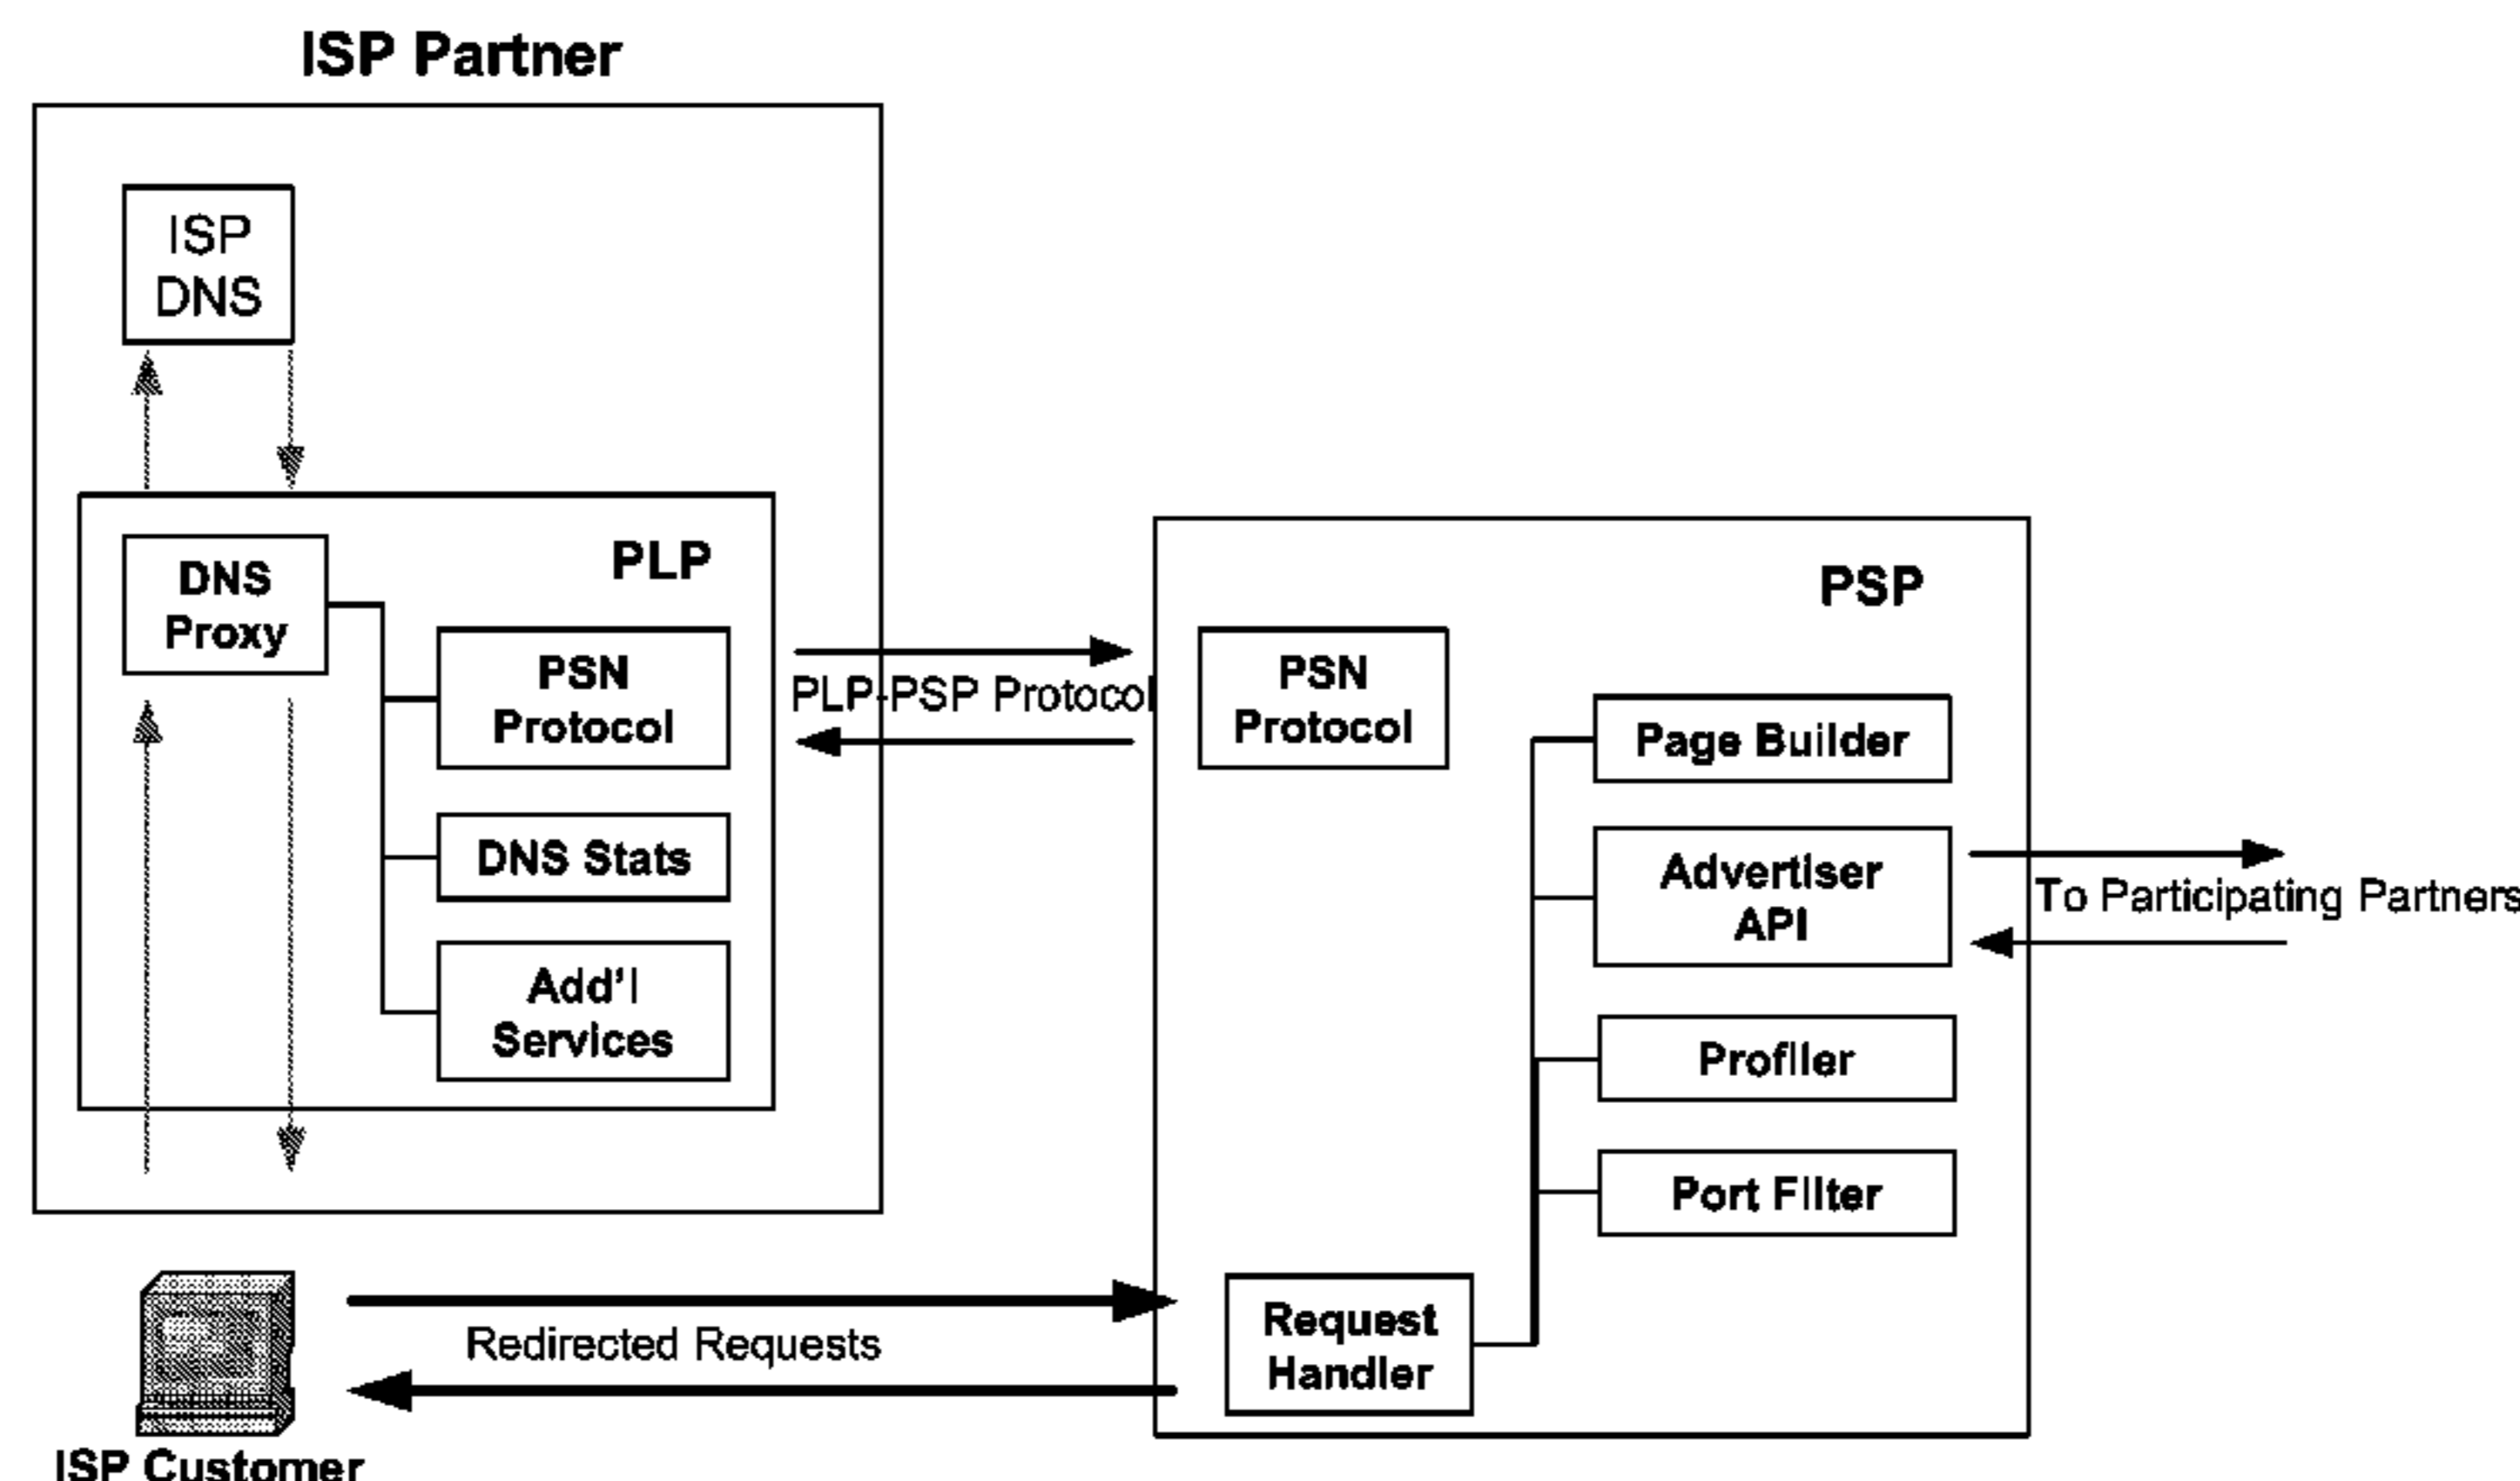 ISP Partner
ISP
DNS
DNS
Proxy
PLP
PSN
Protocol
DNS Stats
Add'l
Services
PLP-PSP Protocol
PSP
PSN
Protocol
Page Builder
Advertiser
API
To Participating Partners
Profiler
Port Filter
Request
Handler
Redirected Requests
ISP Customer